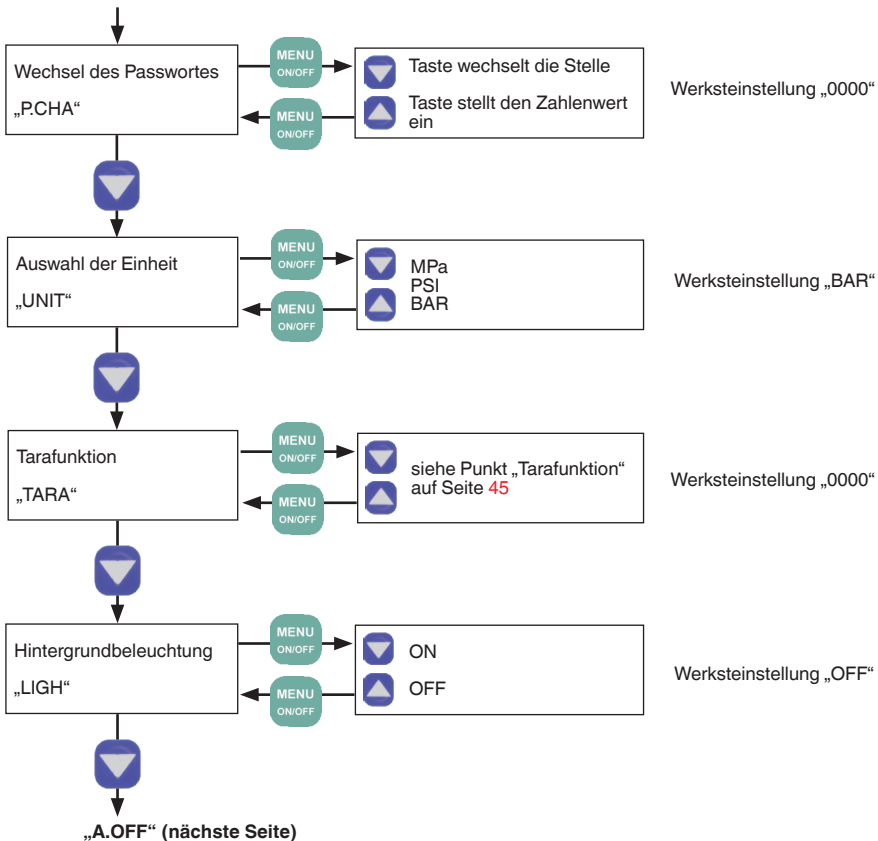 MENU
ON/OFF
Wechsel des Passwortes
„P.CHA“
MENU
ON/OFF
Taste wechselt die Stelle
Taste stellt den Zahlenwert
ein
Werksteinstellung „0000“
MENU
ON/OFF
Auswahl der Einheit
„UNIT“
MENU
ON/OFF
MPa
PSI
BAR
Werksteinstellung „BAR“
MENU
ON/OFF
Tarafunktion
„TARA“
MENU
ON/OFF
siehe Punkt „Tarafunktion“
auf Seite 45
Werksteinstellung „0000“
MENU
ON/OFF
Hintergrundbeleuchtung
„LIGH“
MENU
ON/OFF
ON
OFF
Werksteinstellung „OFF“
„A.OFF“ (nächste Seite)